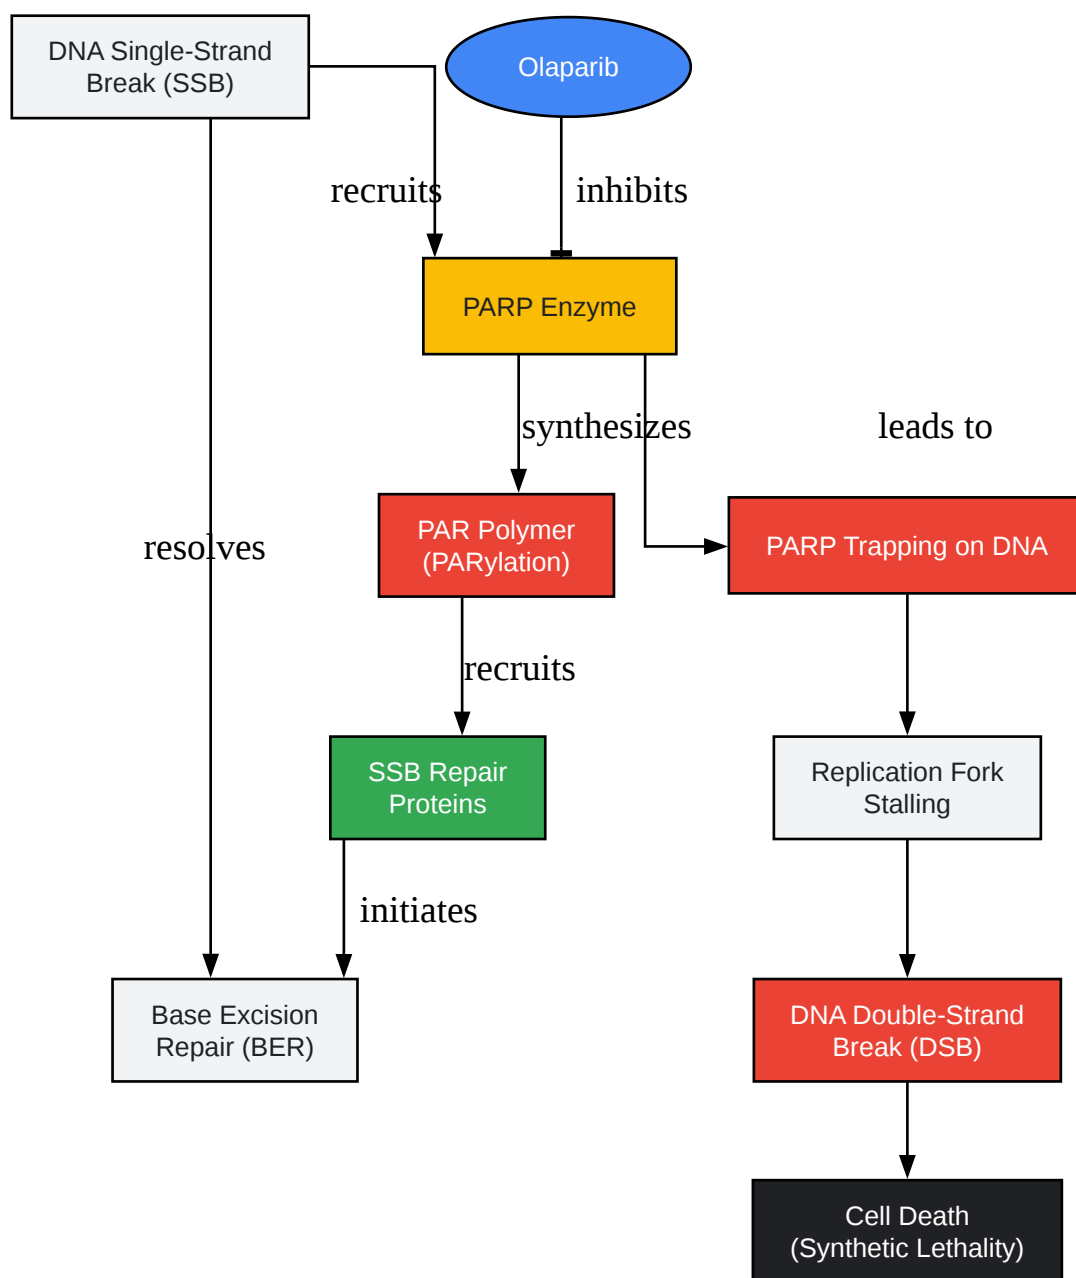 DNA Single-Strand
Break (SSB)
Olaparib
recruits
inhibits
PARP Enzyme
synthesizes
leads to
PAR Polymer
(PARylation)
PARP Trapping on DNA
resolves
recruits
SSB Repair
Proteins
Replication Fork
Stalling
initiates
Base Excision
Repair (BER)
DNA Double-Strand
Break (DSB)
Cell Death
(Synthetic Lethality)